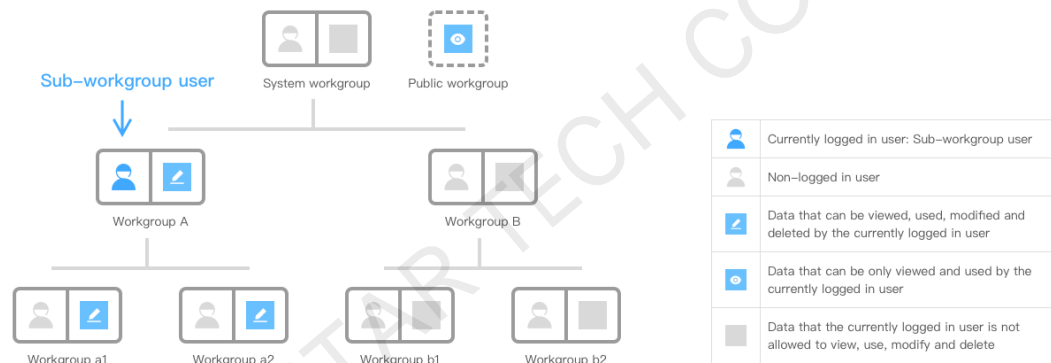 Sub-workgroup user
System workgroup
Public workgroup
Workgroup A
Workgroup B
Workgroup a1
Workgroup a2
Workgroup b1
Workgroup b2
Currently logged in user: Sub-workgroup user
Non-logged in user
Data that can be viewed, used, modified and
deleted by the currently logged in user
Data that can be only viewed and used by the
currently logged in user
Data that the currently logged in user is not
allowed to view, use, modify and delete
TAR TECH CO